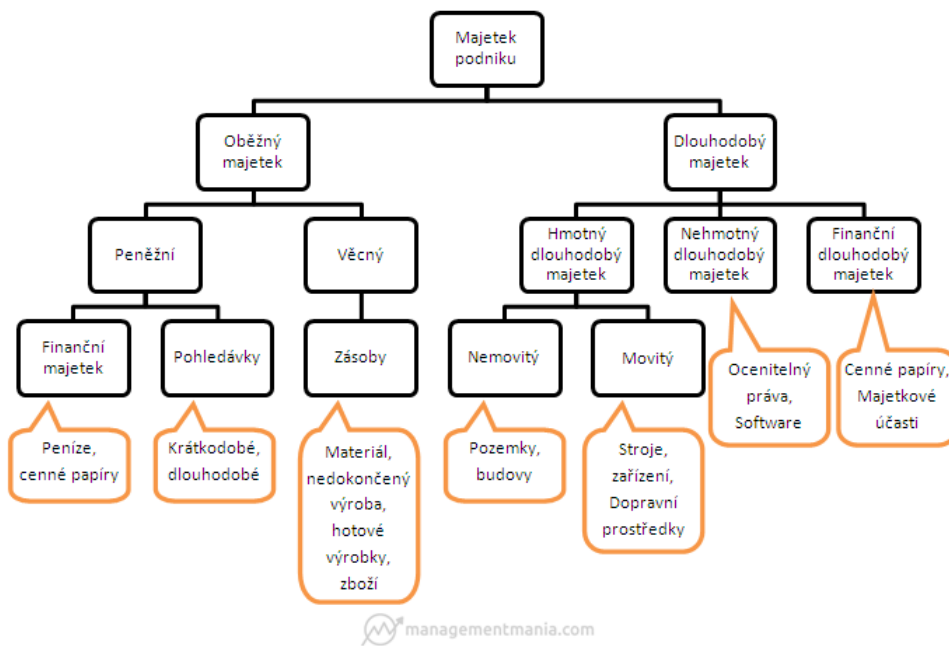 Majetek
podniku
Oběžný
majetek
Dlouhodobý
majetek
Peněžní
Věcný
Hmotný
dlouhodobý
majetek
Nehmotný
dlouhodobý
majetek
Finanční
dlouhodobý
majetek
Finanční
majetek
Pohledávky
Zásoby
Nemovitý
Movitý
Peníze,
cenné papíry
Krátkodobé,
dlouhodobé
Materiál,
nedokončený
výroba,
hotové
výrobky,
zboží
Pozemky,
budovy
Stroje,
zařízení,
Dopravní
prostředky
Ocenitelný
práva,
Software
Cenné papíry,
Majetkové
účasti
managementmania.com